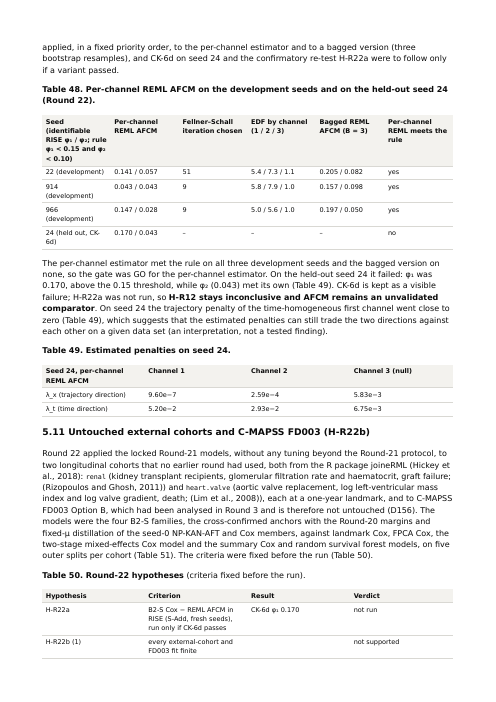 applied, in a fixed priority order, to the per-channel estimator and to a bagged version (three
bootstrap resamples), and CK-6d on seed 24 and the confirmatory re-test H-R22a were to follow only
if a variant passed.
Table 48. Per-channel REML AFCM on the development seeds and on the held-out seed 24
(Round 22).
Seed (identifiable RISE φ₁ / φ₂; rule φ₁ < 0.15 and φ₂ < 0.10) Per-channel REML AFCM Fellner–Schall iteration chosen EDF by channel (1 / 2 / 3) Bagged REML AFCM (B = 3) Per-channel REML meets the rule
22 (development) 0.141 / 0.057 51 5.4 / 7.3 / 1.1 0.205 / 0.082 yes
914 (development) 0.043 / 0.043 9 5.8 / 7.9 / 1.0 0.157 / 0.098 yes
966 (development) 0.147 / 0.028 9 5.0 / 5.6 / 1.0 0.197 / 0.050 yes
24 (held out, CK-6d) 0.170 / 0.043 – – – no
The per-channel estimator met the rule on all three development seeds and the bagged version on
none, so the gate was GO for the per-channel estimator. On the held-out seed 24 it failed: φ₁ was
0.170, above the 0.15 threshold, while φ₂ (0.043) met its own (Table 49). CK-6d is kept as a visible
failure; H-R22a was not run, so H-R12 stays inconclusive and AFCM remains an unvalidated
comparator. On seed 24 the trajectory penalty of the time-homogeneous first channel went close to
zero (Table 49), which suggests that the estimated penalties can still trade the two directions against
each other on a given data set (an interpretation, not a tested finding).
Table 49. Estimated penalties on seed 24.
Seed 24, per-channel REML AFCM Channel 1 Channel 2 Channel 3 (null)
λ_x (trajectory direction) 9.60e−7 2.59e−4 5.83e−3
λ_t (time direction) 5.20e−2 2.93e−2 6.75e−3
5.11 Untouched external cohorts and C-MAPSS FD003 (H-R22b)
Round 22 applied the locked Round-21 models, without any tuning beyond the Round-21 protocol, to
two longitudinal cohorts that no earlier round had used, both from the R package joineRML (Hickey
et al., 2018): renal (kidney transplant recipients, glomerular filtration rate and haematocrit, graft failure;
(Rizopoulos and Ghosh, 2011)) and heart.valve (aortic valve replacement, log left-ventricular mass
index and log valve gradient, death; (Lim et al., 2008)), each at a one-year landmark, and to C-MAPSS
FD003 Option B, which had been analysed in Round 3 and is therefore not untouched (D156). The
models were the four B2-S families, the cross-confirmed anchors with the Round-20 margins and
fixed-μ distillation of the seed-0 NP-KAN-AFT and Cox members, against landmark Cox, FPCA Cox, the
two-stage mixed-effects Cox model and the summary Cox and random survival forest models, on five
outer splits per cohort (Table 51). The criteria were fixed before the run (Table 50).
Table 50. Round-22 hypotheses (criteria fixed before the run).
Hypothesis Criterion Result Verdict
H-R22a B2-S Cox − REML AFCM in RISE (S-Add, fresh seeds), run only if CK-6d passes CK-6d φ₁ 0.170 not run
H-R22b (1) every external-cohort and FD003 fit finite not supported